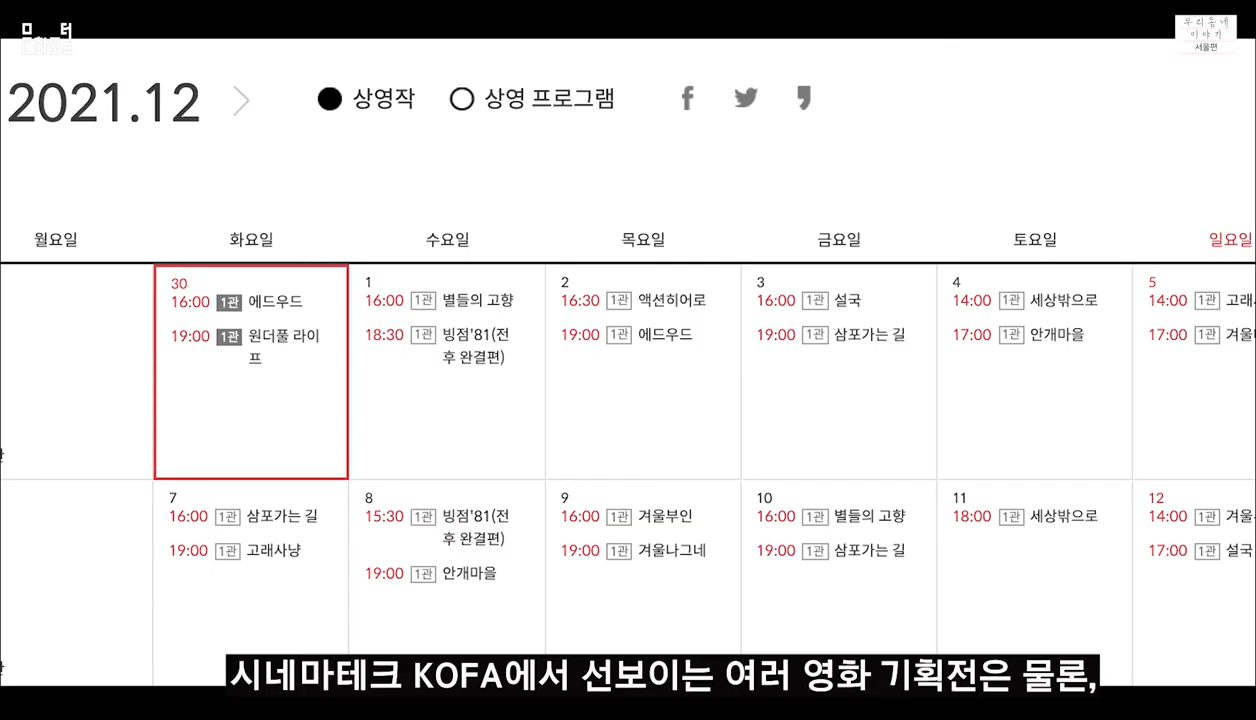 우리동네
이야기
서울편
2021.12
상영작
상영 프로그램
월요일 화요일 수요일 목요일 금요일 토요일 일요일
30
16:00 1관 에드우드
19:00 1관 원더풀 라이
프
1
16:00 1관 별들의 고향
18:30 1관 빙점'81(전
후 완결편)
2
16:30 1관 액션히어로
19:00 1관 에드우드
3
16:00 1관 설국
19:00 1관 삼포가는 길
4
14:00 1관 세상밖으로
17:00 1관 안개마을
5
14:00 1관 고래
17:00 1관 겨울
7
16:00 1관 삼포가는 길
19:00 1관 고래사냥
8
15:30 1관 빙점'81(전
후 완결편)
19:00 1관 안개마을
9
16:00 1관 겨울부인
19:00 1관 겨울나그네
10
16:00 1관 별들의 고향
19:00 1관 삼포가는 길
11
18:00 1관 세상밖으로
12
14:00 1관 겨울
17:00 1관 설국
시네마테크 KOFA에서 선보이는 여러 영화 기획전은 물론,